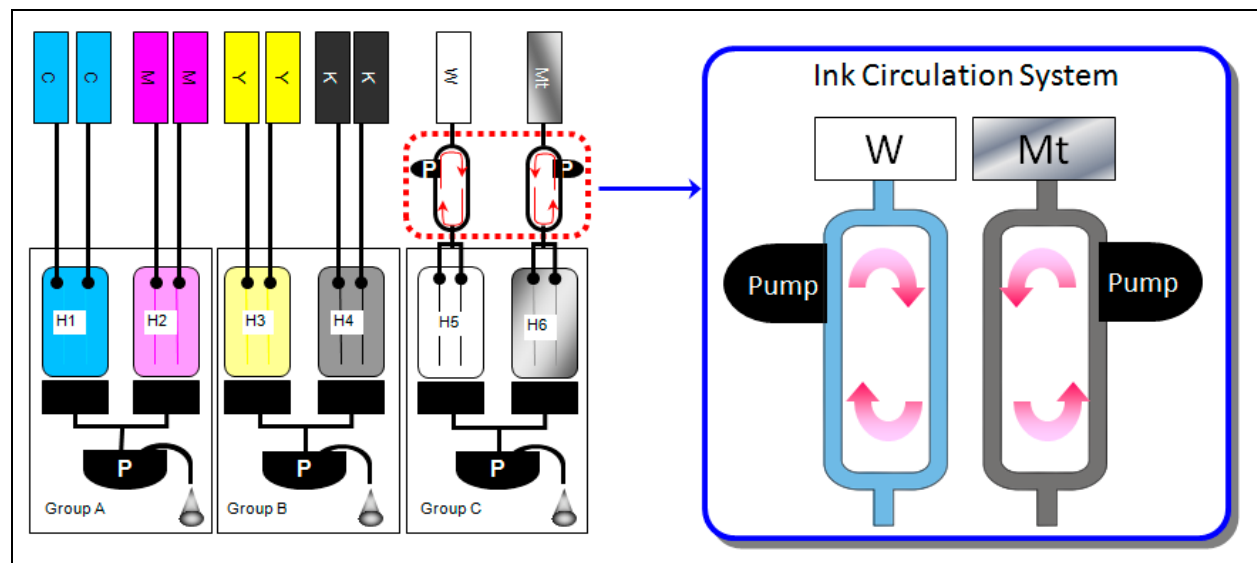 C
C
M
M
Y
Y
K
K
W
Mt
P
P
H1
H2
H3
H4
H5
H6
P
P
P
Group A
Group B
Group C
Ink Circulation System
W
Mt
Pump
Pump